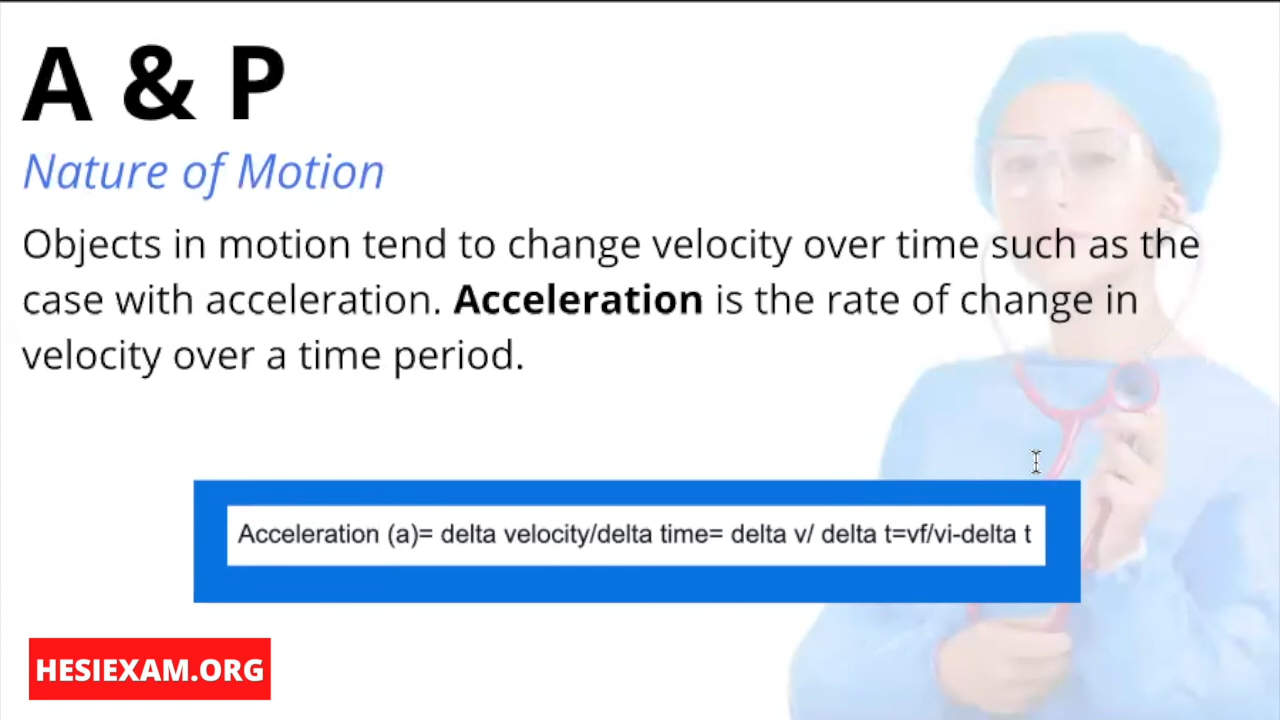 A & P
Nature of Motion
Objects in motion tend to change velocity over time such as the
case with acceleration. Acceleration is the rate of change in
velocity over a time period.
Acceleration (a)= delta velocity/delta time= delta v/ delta t=vf/vi-delta t
HESIEXAM.ORG